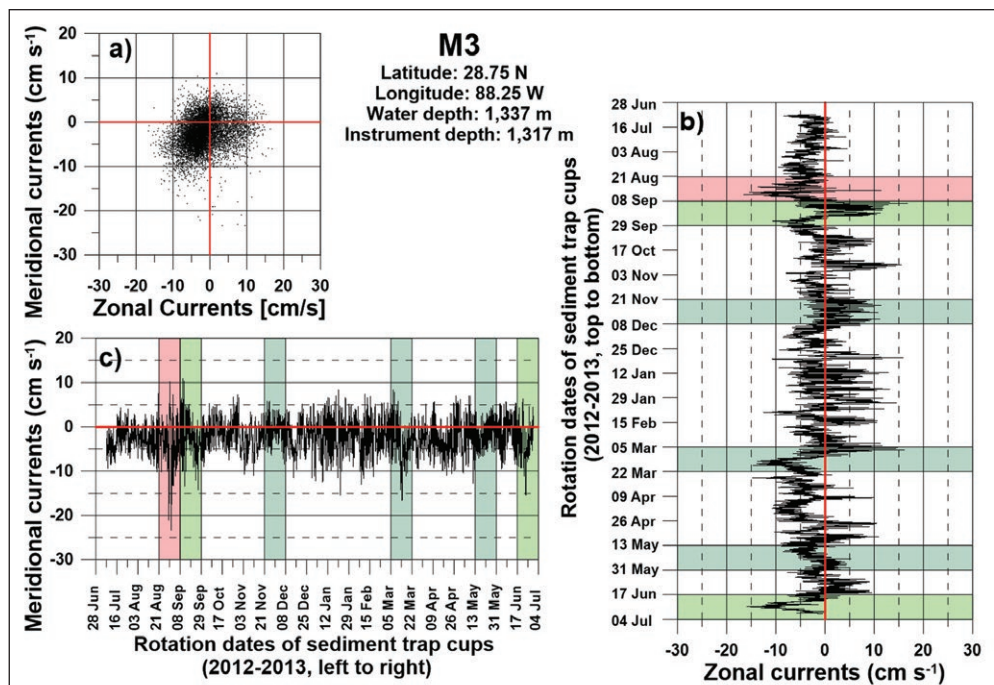 a)
Meridional currents (cm s⁻¹)
20
10
0
-10
-20
-30
-30 -20 -10 0 10 20 30
Zonal Currents [cm/s]
M3
Latitude: 28.75 N
Longitude: 88.25 W
Water depth: 1,337 m
Instrument depth: 1,317 m
b)
Rotation dates of sediment trap cups
(2012-2013, top to bottom)
28 Jun
16 Jul
03 Aug
21 Aug
08 Sep
29 Sep
17 Oct
03 Nov
21 Nov
08 Dec
25 Dec
12 Jan
29 Jan
15 Feb
05 Mar
22 Mar
09 Apr
26 Apr
13 May
31 May
17 Jun
04 Jul
-30 -20 -10 0 10 20 30
Zonal currents (cm s⁻¹)
c)
Meridional currents (cm s⁻¹)
20
10
0
-10
-20
-30
28 Jun
16 Jul
03 Aug
21 Aug
08 Sep
29 Sep
17 Oct
03 Nov
21 Nov
08 Dec
25 Dec
12 Jan
29 Jan
15 Feb
05 Mar
22 Mar
09 Apr
26 Apr
13 May
31 May
17 Jun
04 Jul
Rotation dates of sediment trap cups
(2012-2013, left to right)